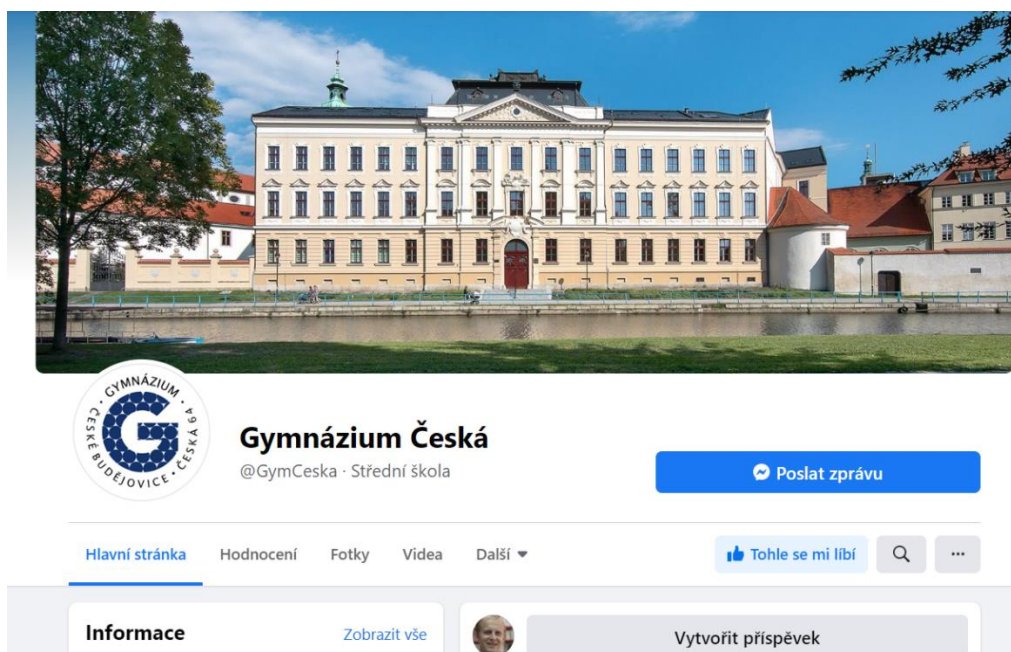 GYMNÁZIUM · ČESKÁ 64 · ČESKÉ BUDĚJOVICE ·
G
Gymnázium Česká
@GymCeska · Střední škola
Poslat zprávu
Hlavní stránka
Hodnocení
Fotky
Videa
Další
Tohle se mi líbí
Informace
Zobrazit vše
Vytvořit příspěvek